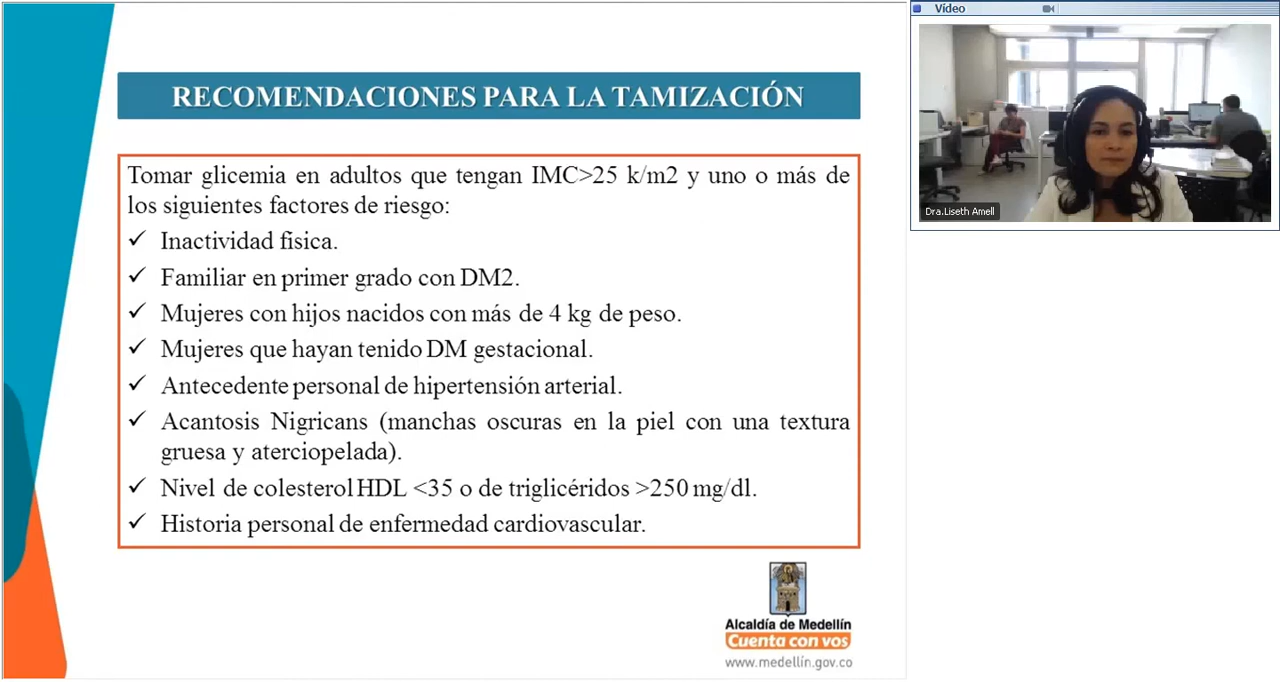 RECOMENDACIONES PARA LA TAMIZACIÓN
Tomar glicemia en adultos que tengan IMC>25 k/m2 y uno o más de
los siguientes factores de riesgo:
✓ Inactividad física.
✓ Familiar en primer grado con DM2.
✓ Mujeres con hijos nacidos con más de 4 kg de peso.
✓ Mujeres que hayan tenido DM gestacional.
✓ Antecedente personal de hipertensión arterial.
✓ Acantosis Nigricans (manchas oscuras en la piel con una textura
gruesa y aterciopelada).
✓ Nivel de colesterol HDL <35 o de triglicéridos >250 mg/dl.
✓ Historia personal de enfermedad cardiovascular.
Alcaldía de Medellín
Cuenta con vos
www.medellín.gov.co
Vídeo
Dra.Liseth Amell